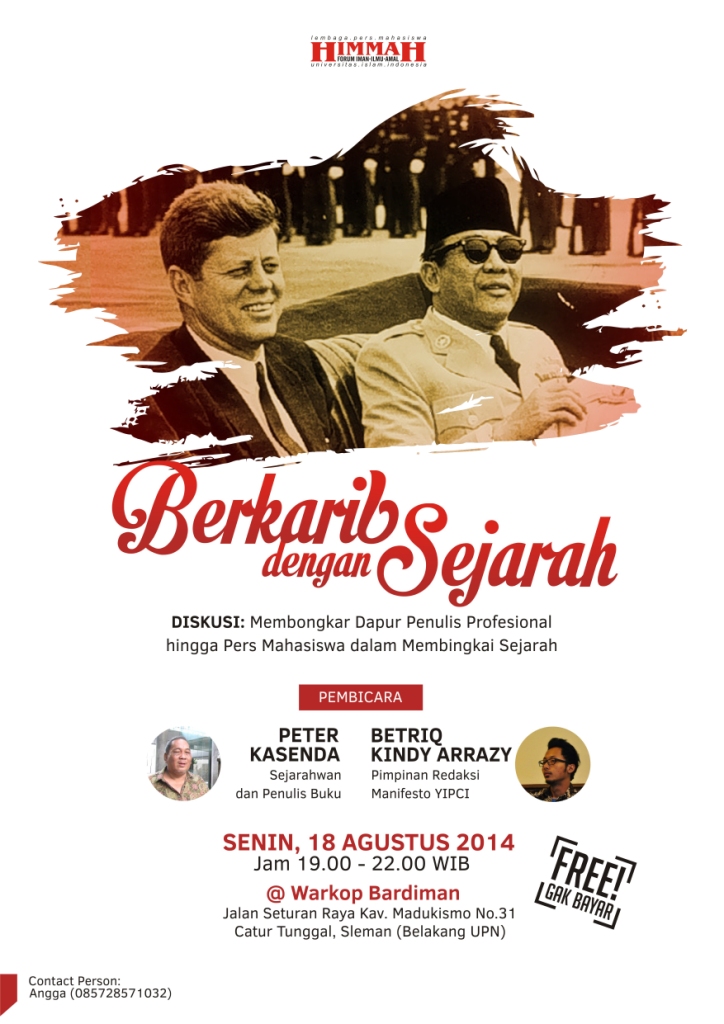 lembaga.pers.mahasiswa
HIMMAH
FORUM IMAN-ILMU-AMAL
universitas.islam.indonesia
Berkarib
dengan Sejarah
DISKUSI: Membongkar Dapur Penulis Profesional
hingga Pers Mahasiswa dalam Membingkai Sejarah
PEMBICARA
PETER
KASENDA
Sejarahwan
dan Penulis Buku
BETRIQ
KINDY ARRAZY
Pimpinan Redaksi
Manifesto YIPCI
SENIN, 18 AGUSTUS 2014
Jam 19.00 - 22.00 WIB
@ Warkop Bardiman
Jalan Seturan Raya Kav. Madukismo No.31
Catur Tunggal, Sleman (Belakang UPN)
FREE!
GAK BAYAR
Contact Person:
Angga (085728571032)